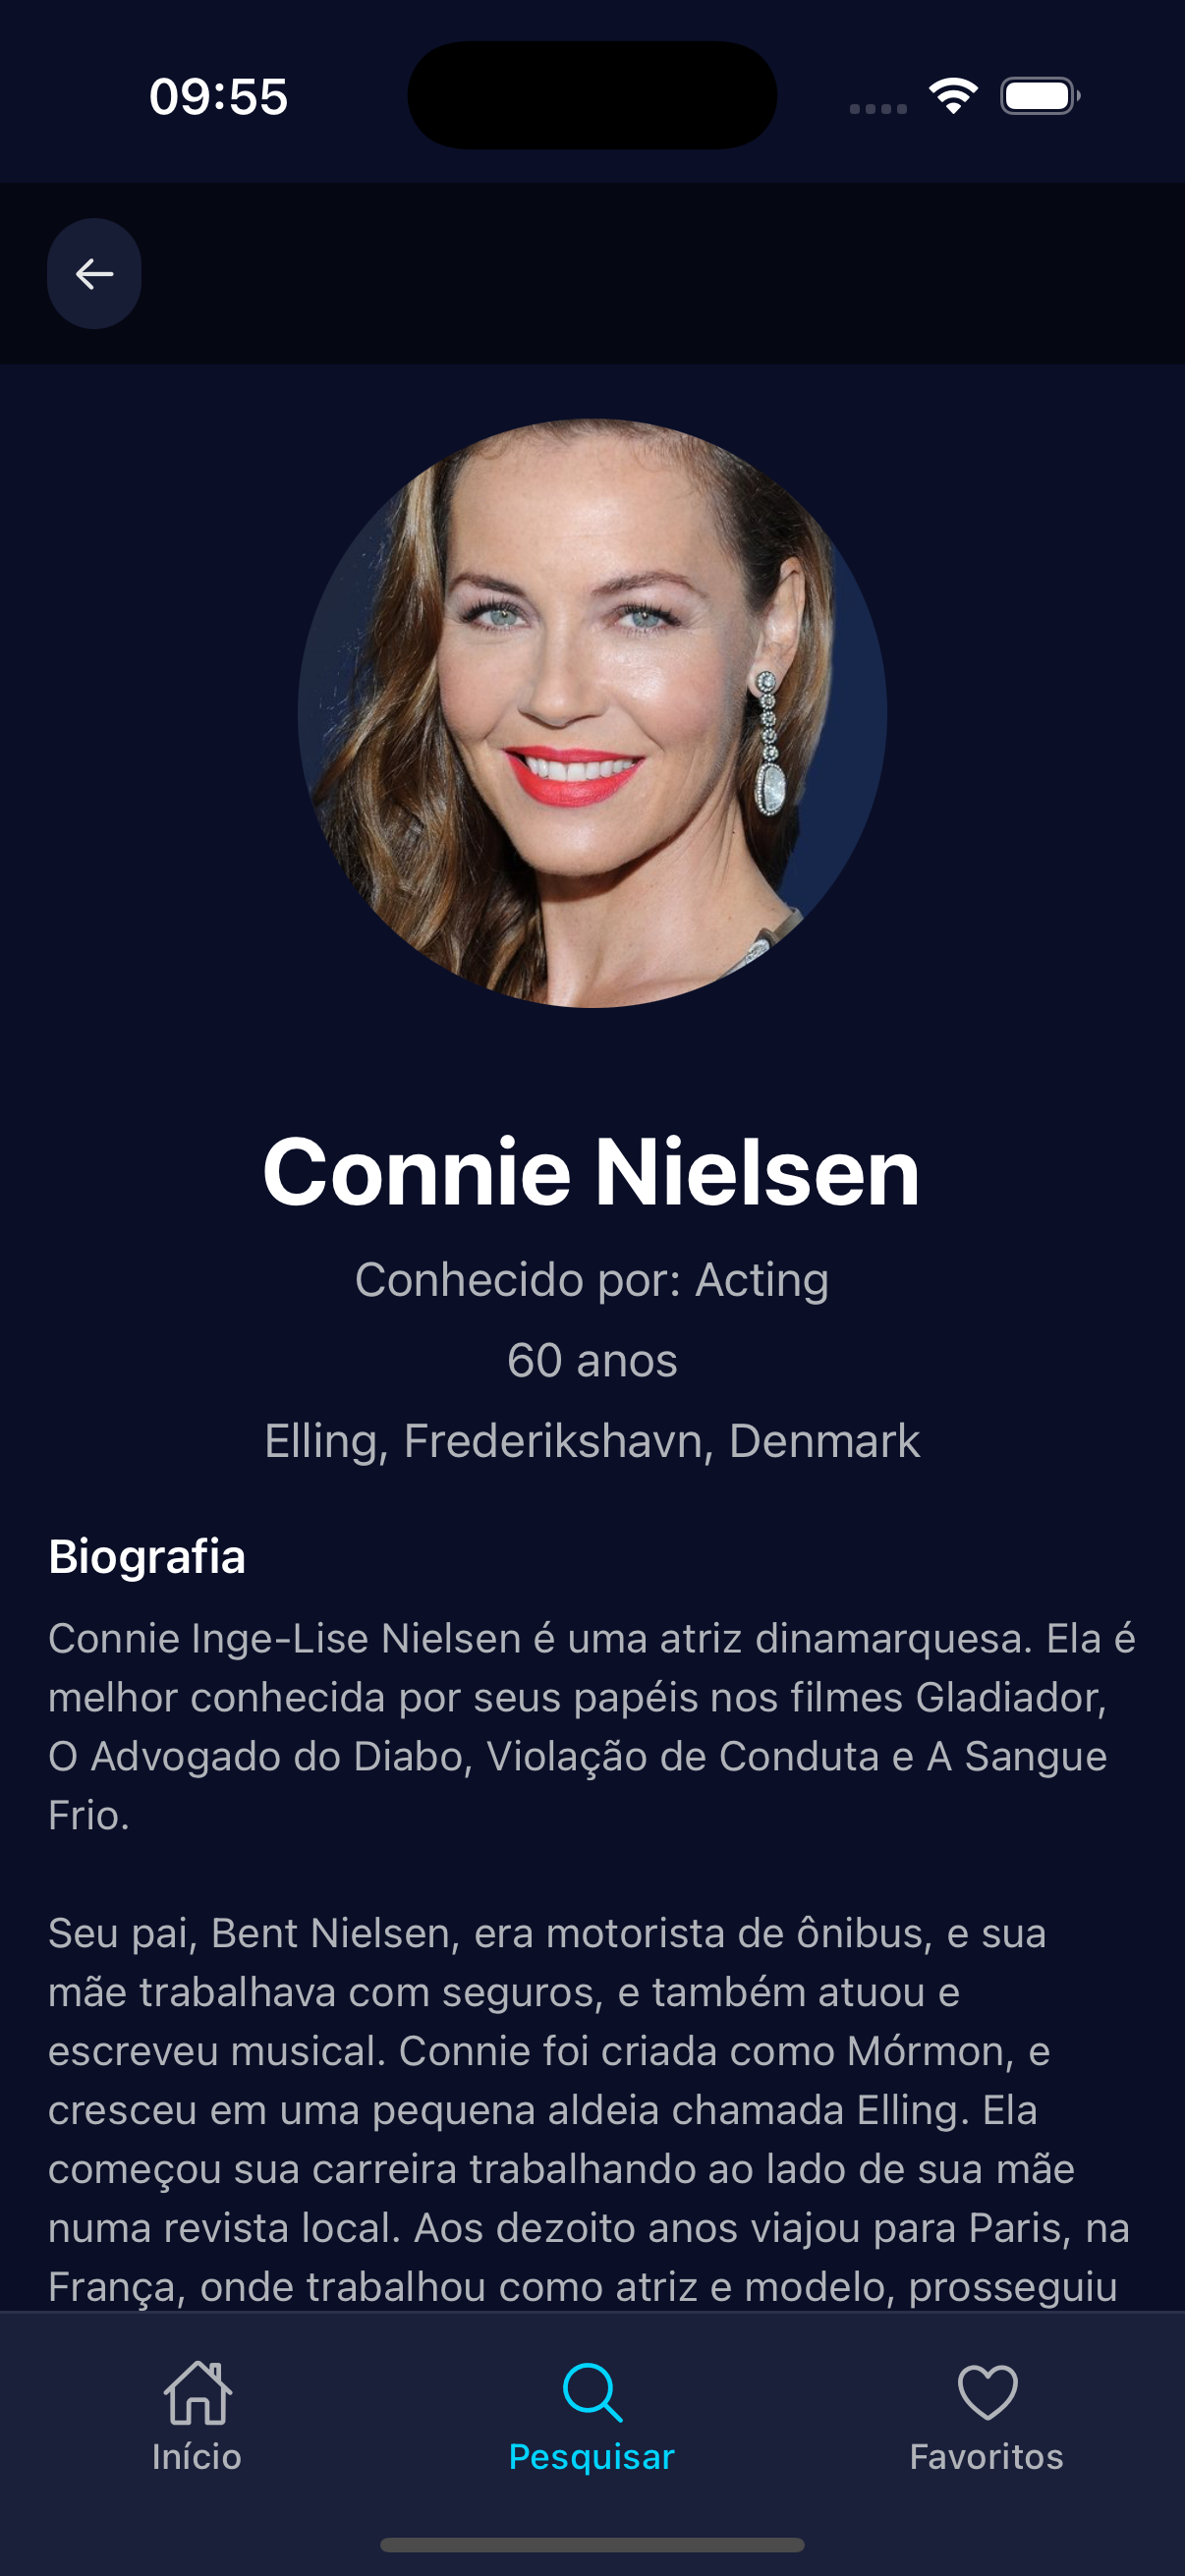 09:55
Connie Nielsen
Conhecido por: Acting
60 anos
Elling, Frederikshavn, Denmark
Biografia
Connie Inge-Lise Nielsen é uma atriz dinamarquesa. Ela é
melhor conhecida por seus papéis nos filmes Gladiador,
O Advogado do Diabo, Violação de Conduta e A Sangue
Frio.
Seu pai, Bent Nielsen, era motorista de ônibus, e sua
mãe trabalhava com seguros, e também atuou e
escreveu musical. Connie foi criada como Mórmon, e
cresceu em uma pequena aldeia chamada Elling. Ela
começou sua carreira trabalhando ao lado de sua mãe
numa revista local. Aos dezoito anos viajou para Paris, na
França, onde trabalhou como atriz e modelo, prosseguiu
Início
Pesquisar
Favoritos